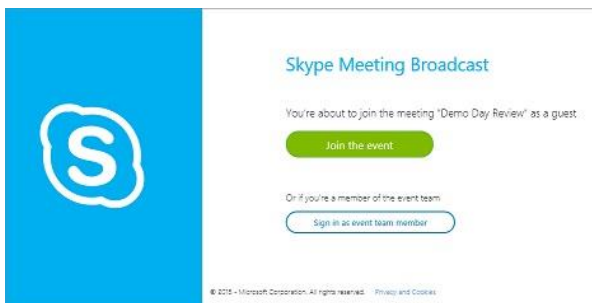 S
Skype Meeting Broadcast
You're about to join the meeting "Demo Day Review" as a guest
Join the event
Or if you're a member of the event team
Sign in as event team member
© 2015 - Microsoft Corporation. All rights reserved. Privacy and Cookies